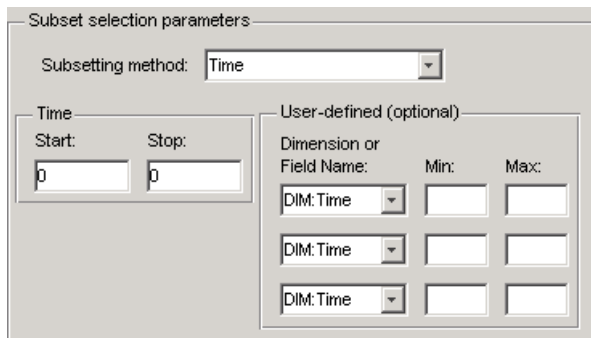 Subset selection parameters
Subsetting method: Time
Time
Start: Stop:
0 0
User-defined (optional)
Dimension or
Field Name: Min: Max:
DIM:Time
DIM:Time
DIM:Time